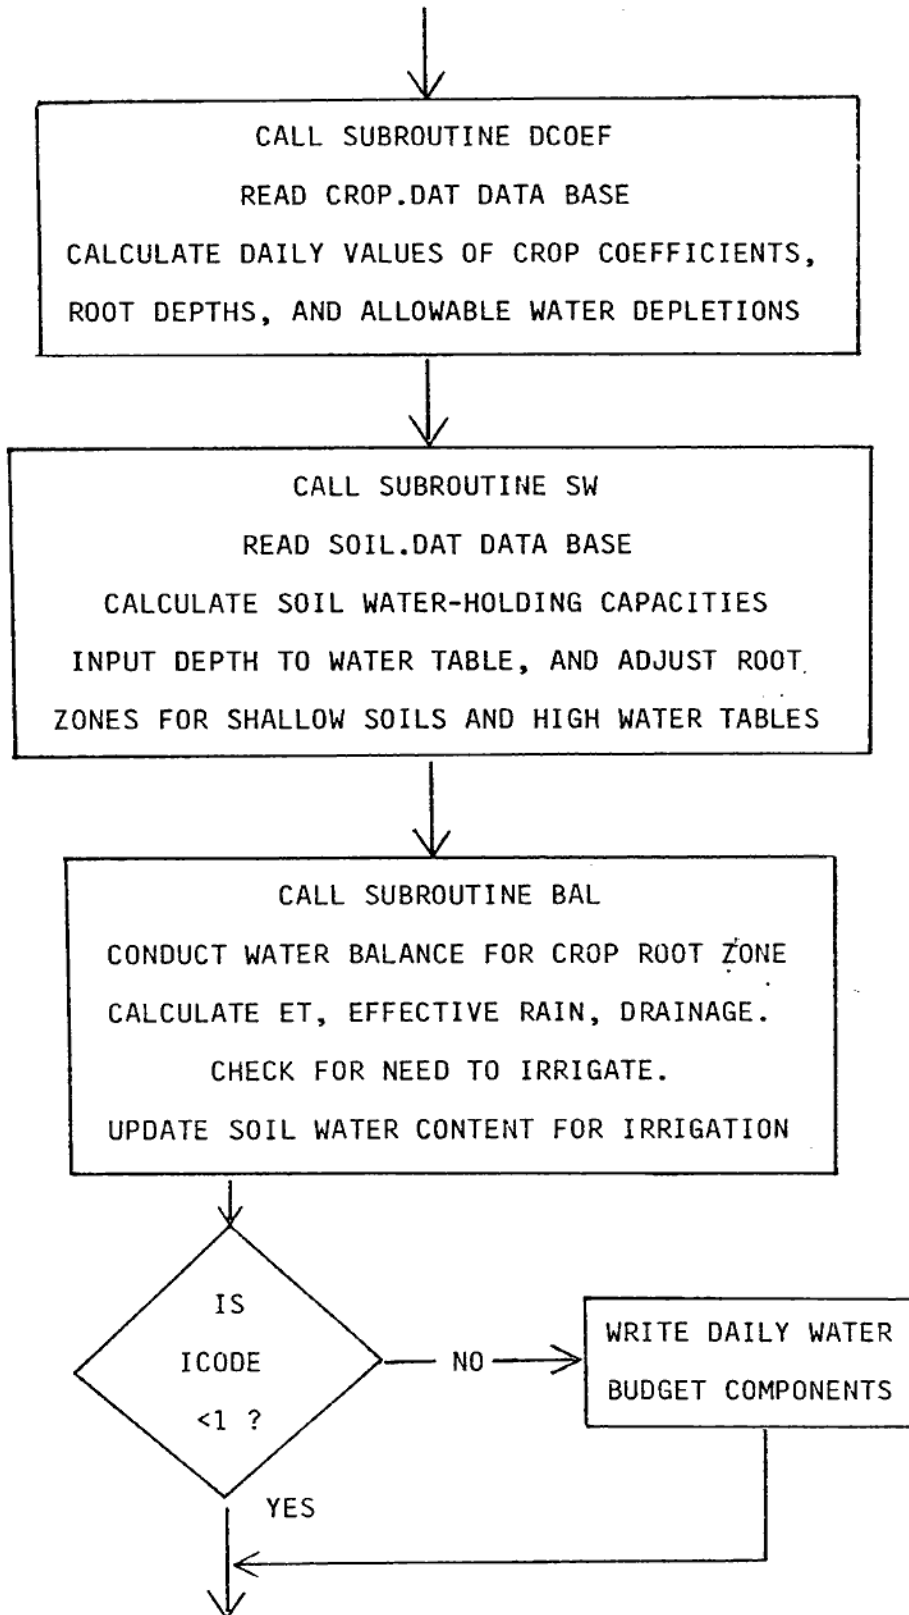 CALL SUBROUTINE DCOEF
READ CROP.DAT DATA BASE
CALCULATE DAILY VALUES OF CROP COEFFICIENTS,
ROOT DEPTHS, AND ALLOWABLE WATER DEPLETIONS
CALL SUBROUTINE SW
READ SOIL.DAT DATA BASE
CALCULATE SOIL WATER-HOLDING CAPACITIES
INPUT DEPTH TO WATER TABLE, AND ADJUST ROOT
ZONES FOR SHALLOW SOILS AND HIGH WATER TABLES
CALL SUBROUTINE BAL
CONDUCT WATER BALANCE FOR CROP ROOT ZONE
CALCULATE ET, EFFECTIVE RAIN, DRAINAGE.
CHECK FOR NEED TO IRRIGATE.
UPDATE SOIL WATER CONTENT FOR IRRIGATION
IS
ICODE
<1 ?
NO
WRITE DAILY WATER
BUDGET COMPONENTS
YES